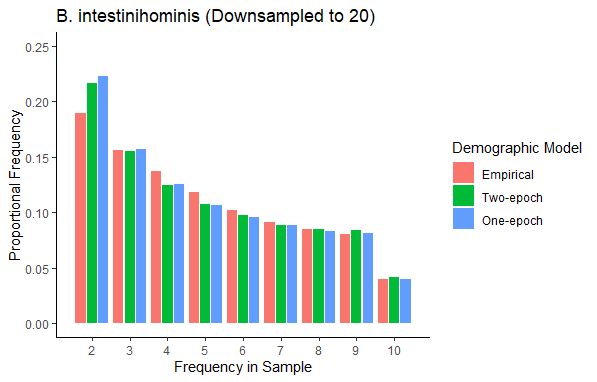 B. intestinihominis (Downsampled to 20)
0.25
0.20
0.15
0.10
0.05
0.00
Proportional Frequency
2 3 4 5 6 7 8 9 10
Frequency in Sample
Demographic Model
Empirical
Two-epoch
One-epoch